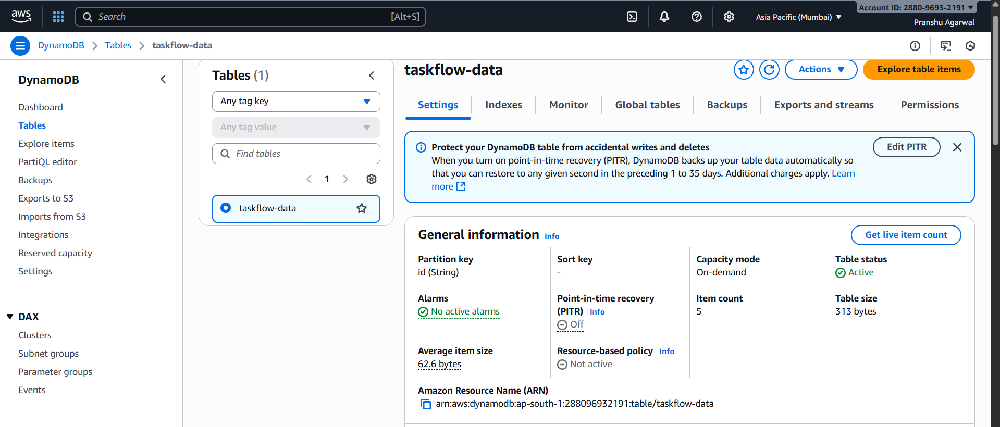 aws
Search
[Alt+S]
Asia Pacific (Mumbai)
Account ID: 2880-9693-2191
Pranshu Agarwal
DynamoDB
Tables
taskflow-data
DynamoDB
Dashboard
Tables
Explore items
PartiQL editor
Backups
Exports to S3
Imports from S3
Integrations
Reserved capacity
Settings
DAX
Clusters
Subnet groups
Parameter groups
Events
Tables (1)
Any tag key
Any tag value
Find tables
1
taskflow-data
taskflow-data
Actions
Explore table items
Settings
Indexes
Monitor
Global tables
Backups
Exports and streams
Permissions
Protect your DynamoDB table from accidental writes and deletes
When you turn on point-in-time recovery (PITR), DynamoDB backs up your table data automatically so
that you can restore to any given second in the preceding 1 to 35 days. Additional charges apply. Learn
more
Edit PITR
General information Info
Get live item count
Partition key
id (String)
Sort key
-
Capacity mode
On-demand
Table status
Active
Alarms
No active alarms
Point-in-time recovery
(PITR) Info
Off
Item count
5
Table size
313 bytes
Average item size
62.6 bytes
Resource-based policy Info
Not active
Amazon Resource Name (ARN)
arn:aws:dynamodb:ap-south-1:288096932191:table/taskflow-data